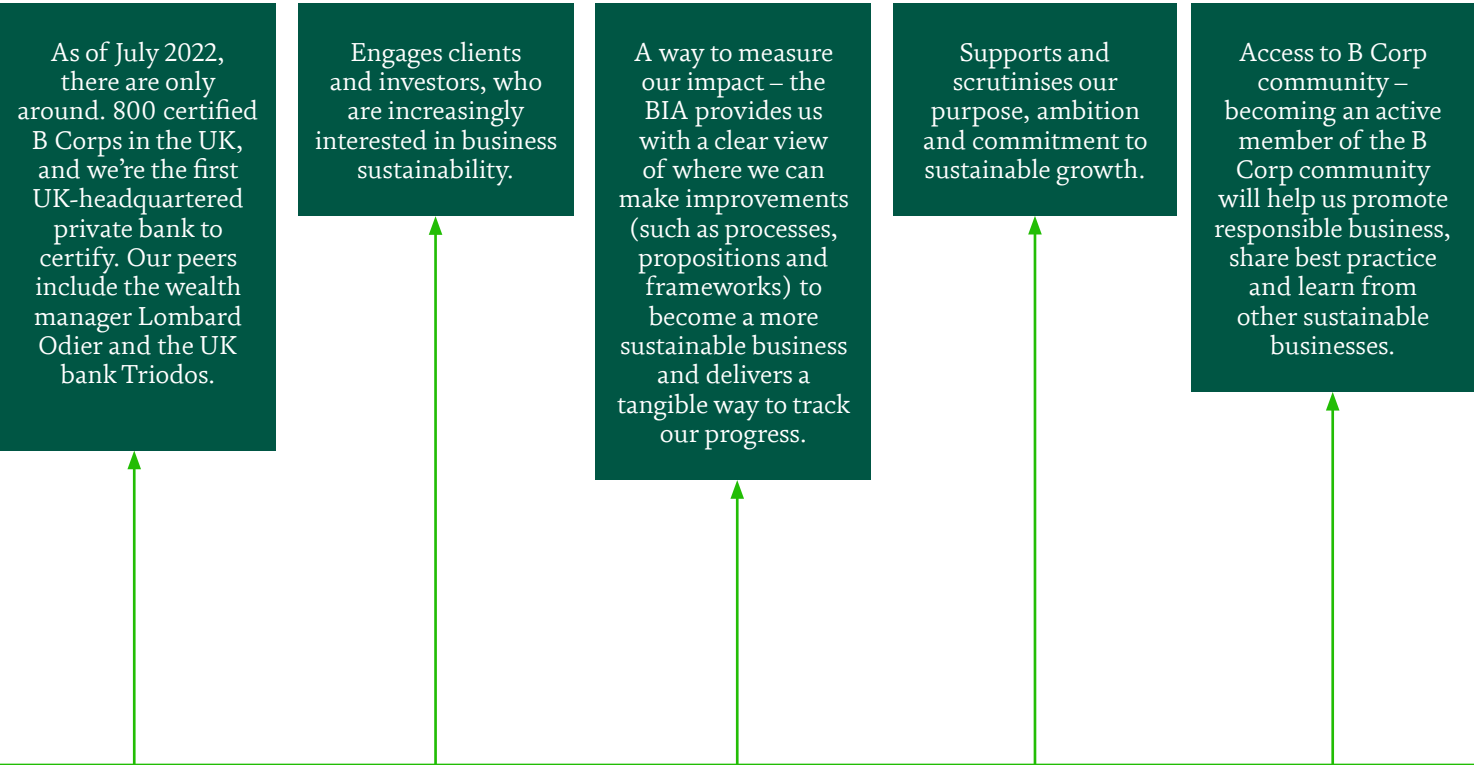 As of July 2022,
there are only
around. 800 certified
B Corps in the UK,
and we’re the first
UK-headquartered
private bank to
certify. Our peers
include the wealth
manager Lombard
Odier and the UK
bank Triodos.
Engages clients
and investors, who
are increasingly
interested in business
sustainability.
A way to measure
our impact – the
BIA provides us
with a clear view
of where we can
make improvements
(such as processes,
propositions and
frameworks) to
become a more
sustainable business
and delivers a
tangible way to track
our progress.
Supports and
scrutinises our
purpose, ambition
and commitment to
sustainable growth.
Access to B Corp
community –
becoming an active
member of the B
Corp community
will help us promote
responsible business,
share best practice
and learn from
other sustainable
businesses.